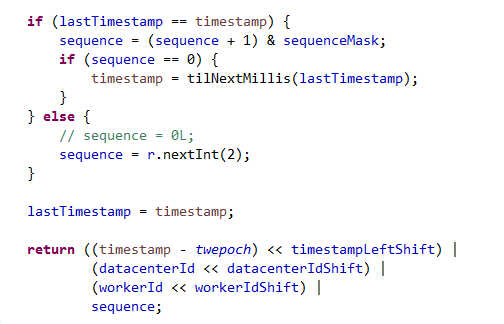 if (lastTimestamp == timestamp) {
    sequence = (sequence + 1) & sequenceMask;
    if (sequence == 0) {
        timestamp = tilNextMillis(lastTimestamp);
    }
} else {
    // sequence = 0L;
    sequence = r.nextInt(2);
}

lastTimestamp = timestamp;

return ((timestamp - twepoch) << timestampLeftShift) |
        (datacenterId << datacenterIdShift) |
        (workerId << workerIdShift) |
        sequence;